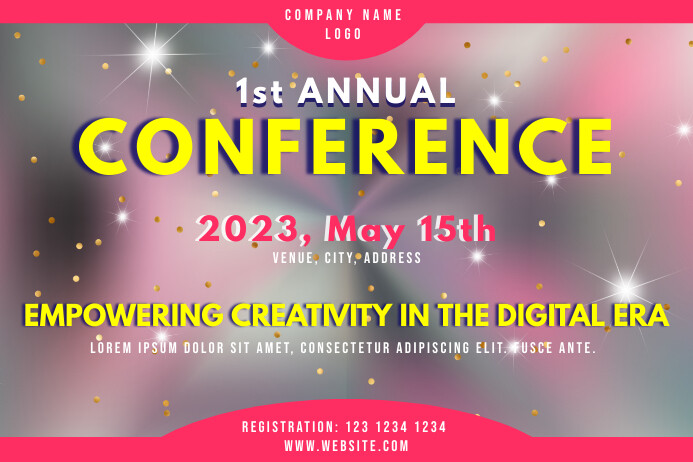 COMPANY NAME
LOGO
1st ANNUAL
CONFERENCE
2023, May 15th
VENUE, CITY, ADDRESS
EMPOWERING CREATIVITY IN THE DIGITAL ERA
LOREM IPSUM DOLOR SIT AMET, CONSECTETUR ADIPISCING ELIT. FUSCE ANTE.
REGISTRATION: 123 1234 1234
WWW.WEBSITE.COM